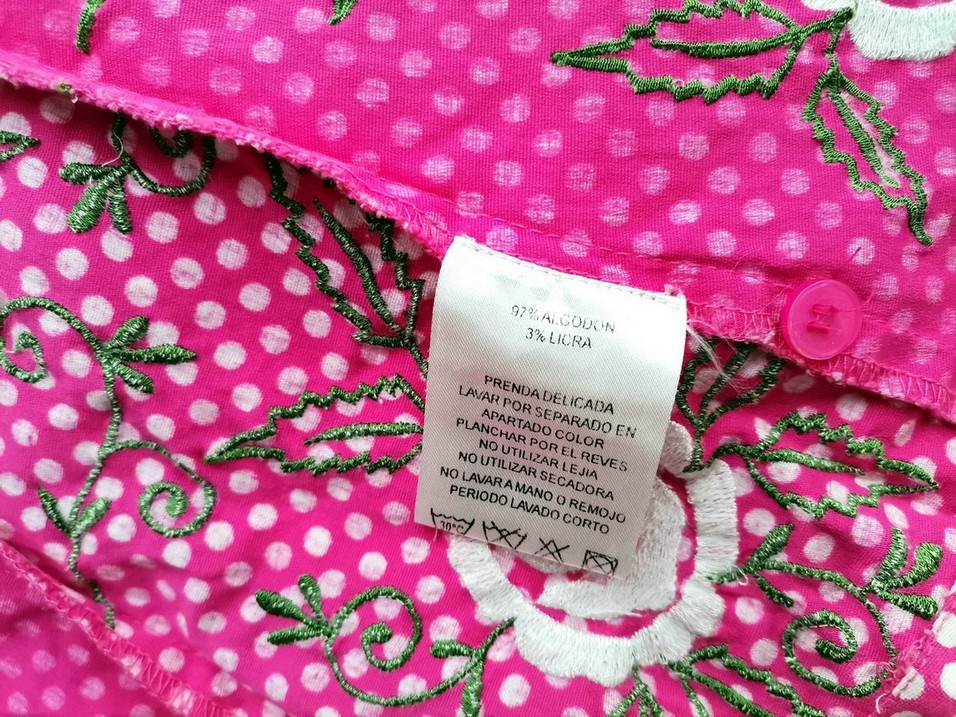 97% ALGODON
3% LICRA
PRENDA DELICADA
LAVAR POR SEPARADO EN
APARTADO COLOR
PLANCHAR POR EL REVES
NO UTILIZAR LEJIA
NO UTILIZAR SECADORA
NO LAVAR A MANO O REMOJO
PERIODO LAVADO CORTO
30°C